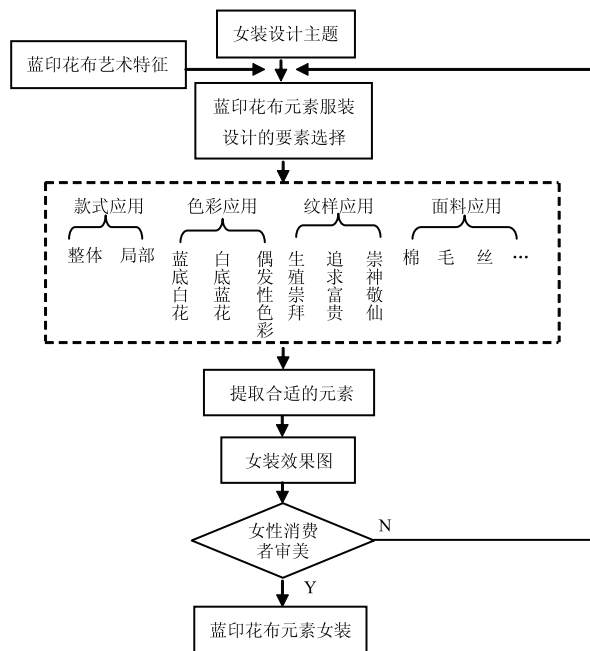 女装设计主题
蓝印花布艺术特征
蓝印花布元素服装
设计的要素选择
款式应用 色彩应用 纹样应用 面料应用
整体 局部
蓝底白花
白底蓝花
偶发性色彩
生殖崇拜
追求富贵
崇神敬仙
棉 毛 丝 …
提取合适的元素
女装效果图
女性消费
者审美
N
Y
蓝印花布元素女装